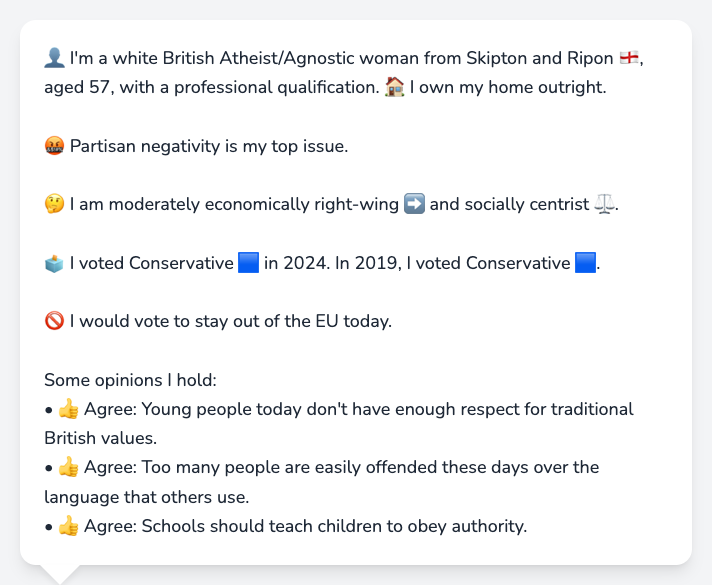 👤 I'm a white British Atheist/Agnostic woman from Skipton and Ripon 🏴󠁧󠁢󠁥󠁮󠁧󠁿,
aged 57, with a professional qualification. 🏠 I own my home outright.
🤬 Partisan negativity is my top issue.
🤔 I am moderately economically right-wing ➡️ and socially centrist ⚖️.
🗳️ I voted Conservative 🟦 in 2024. In 2019, I voted Conservative 🟦.
🚫 I would vote to stay out of the EU today.
Some opinions I hold:
• 👍 Agree: Young people today don't have enough respect for traditional
British values.
• 👍 Agree: Too many people are easily offended these days over the
language that others use.
• 👍 Agree: Schools should teach children to obey authority.